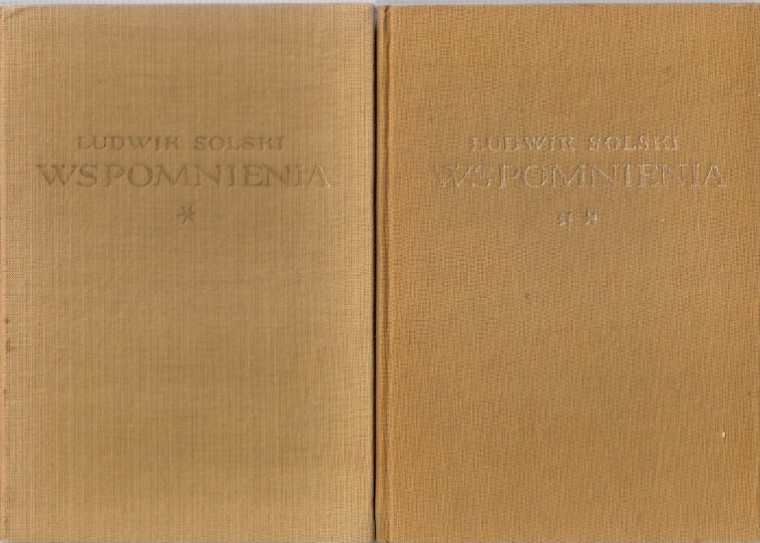 LUDWIK SOLSKI
WSPOMNIENIA
*
LUDWIK SOLSKI
WSPOMNIENIA
* *